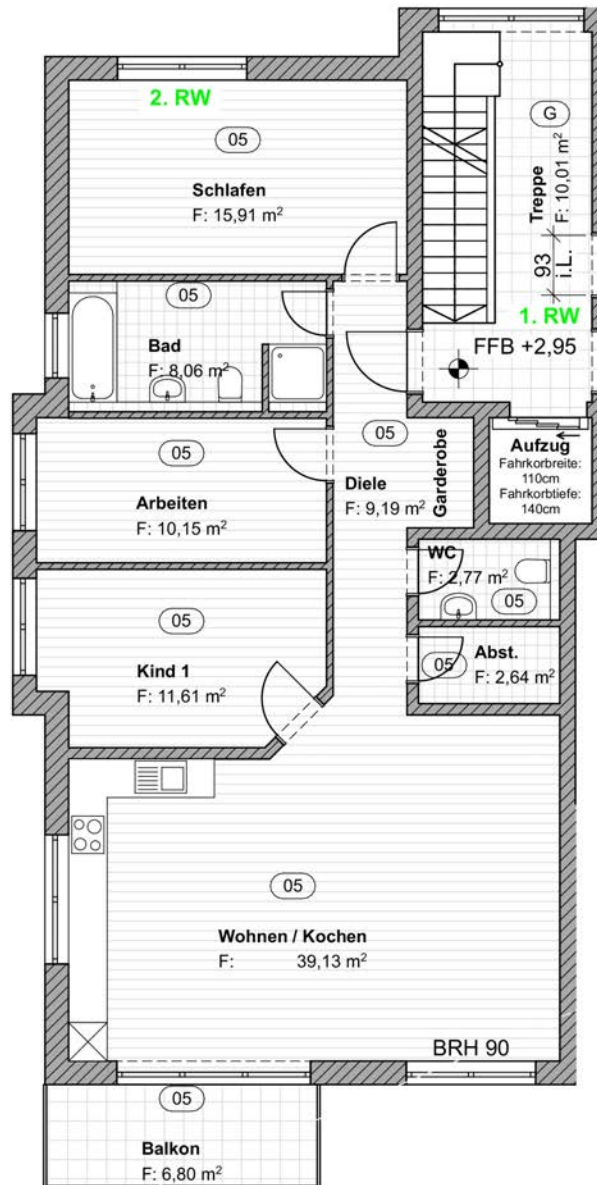 2. RW
05
Schlafen
F: 15,91 m²
G
Treppe
F: 10,01 m²
93
i.L.
1. RW
FFB +2,95
05
Bad
F: 8,06 m²
05
Arbeiten
F: 10,15 m²
05
Diele
F: 9,19 m²
Garderobe
Aufzug
Fahrkorbbreite:
110cm
Fahrkorbtiefe:
140cm
WC
F: 2,77 m²
05
05
Kind 1
F: 11,61 m²
Abst.
05
F: 2,64 m²
05
Wohnen / Kochen
F: 39,13 m²
BRH 90
05
Balkon
F: 6,80 m²